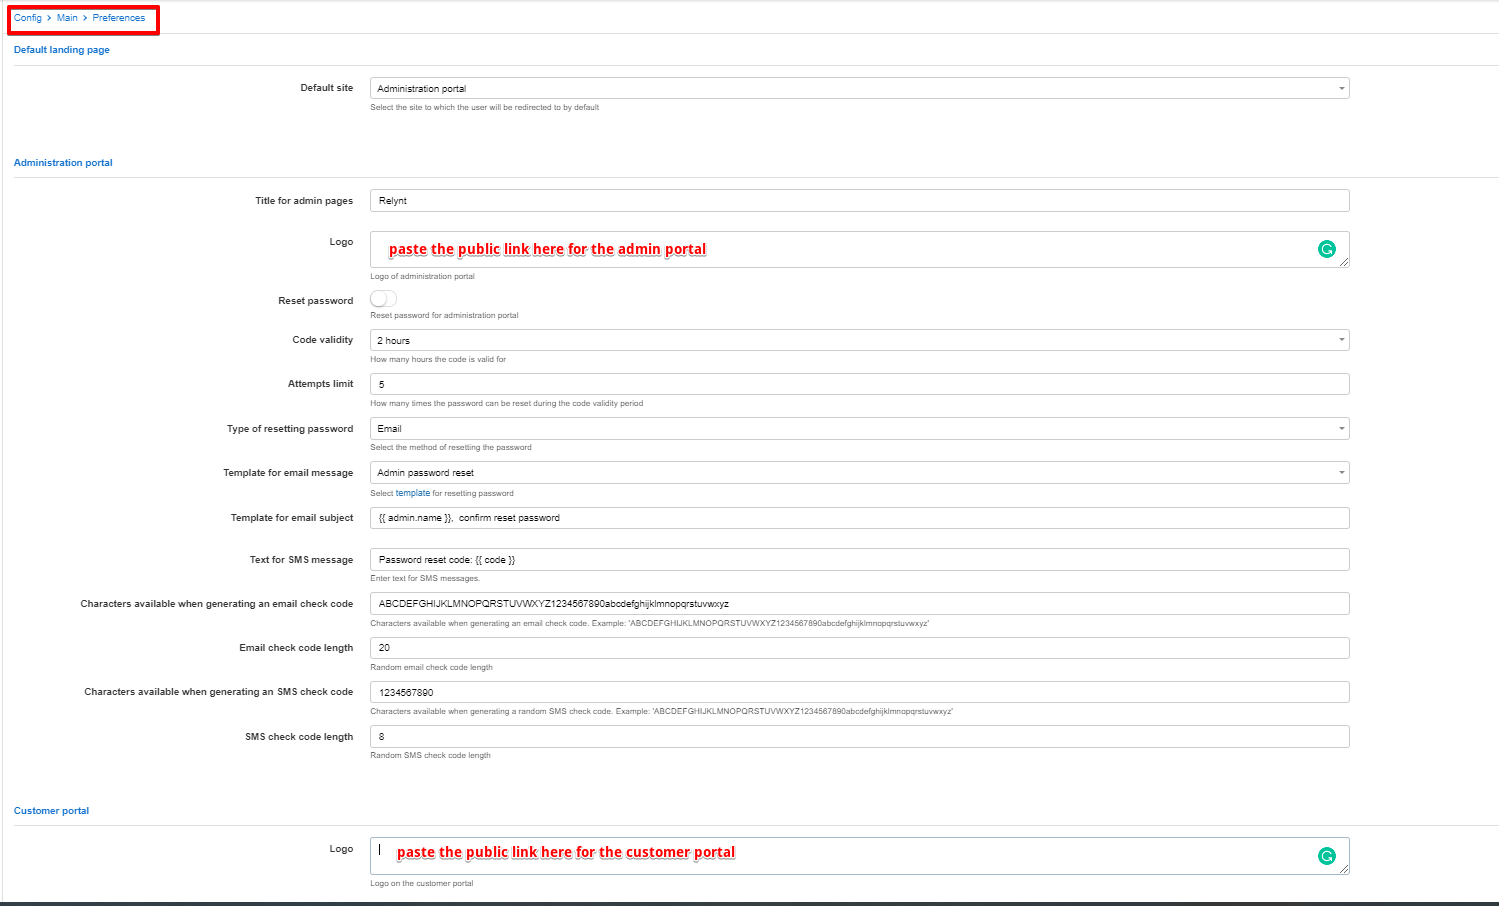 Config > Main > Preferences
Default landing page
Default site
Administration portal
Select the site to which the user will be redirected to by default
Administration portal
Title for admin pages
Relynt
Logo
paste the public link here for the admin portal
Logo of administration portal
Reset password
Reset password for administration portal
Code validity
2 hours
How many hours the code is valid for
Attempts limit
5
How many times the password can be reset during the code validity period
Type of resetting password
Email
Select the method of resetting the password
Template for email message
Admin password reset
Select template for resetting password
Template for email subject
{{ admin.name }},  confirm reset password
Text for SMS message
Password reset code: {{ code }}
Enter text for SMS messages.
Characters available when generating an email check code
ABCDEFGHIJKLMNOPQRSTUVWXYZ1234567890abcdefghijklmnopqrstuvwxyz
Characters available when generating an email check code. Example: 'ABCDEFGHIJKLMNOPQRSTUVWXYZ1234567890abcdefghijklmnopqrstuvwxyz'
Email check code length
20
Random email check code length
Characters available when generating an SMS check code
1234567890
Characters available when generating a random SMS check code. Example: 'ABCDEFGHIJKLMNOPQRSTUVWXYZ1234567890abcdefghijklmnopqrstuvwxyz'
SMS check code length
8
Random SMS check code length
Customer portal
Logo
paste the public link here for the customer portal
Logo on the customer portal